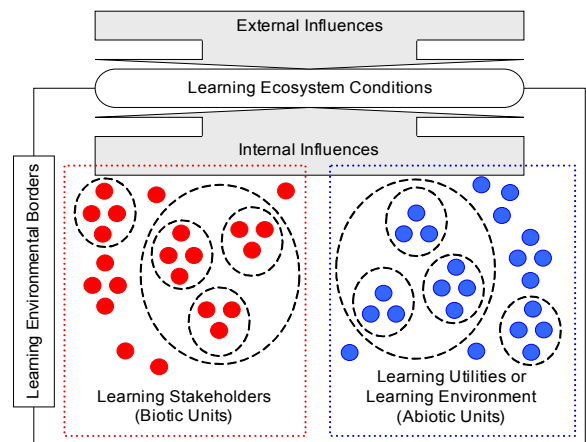 External Influences
Learning Ecosystem Conditions
Internal Influences
Learning Environmental Borders
Learning Stakeholders
(Biotic Units)
Learning Utilities or
Learning Environment
(Abiotic Units)